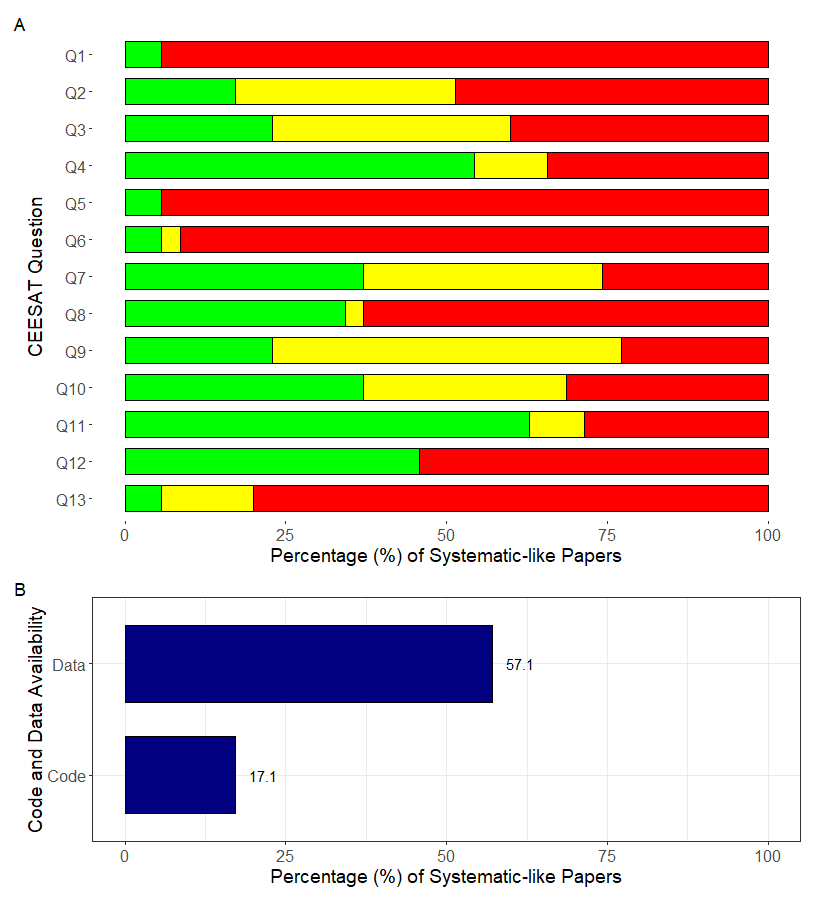 A
Q1
Q2
Q3
Q4
Q5
Q6
Q7
Q8
Q9
Q10
Q11
Q12
Q13
CEESAT Question
0 25 50 75 100
Percentage (%) of Systematic-like Papers
B
Data 57.1
Code 17.1
Code and Data Availability
0 25 50 75 100
Percentage (%) of Systematic-like Papers